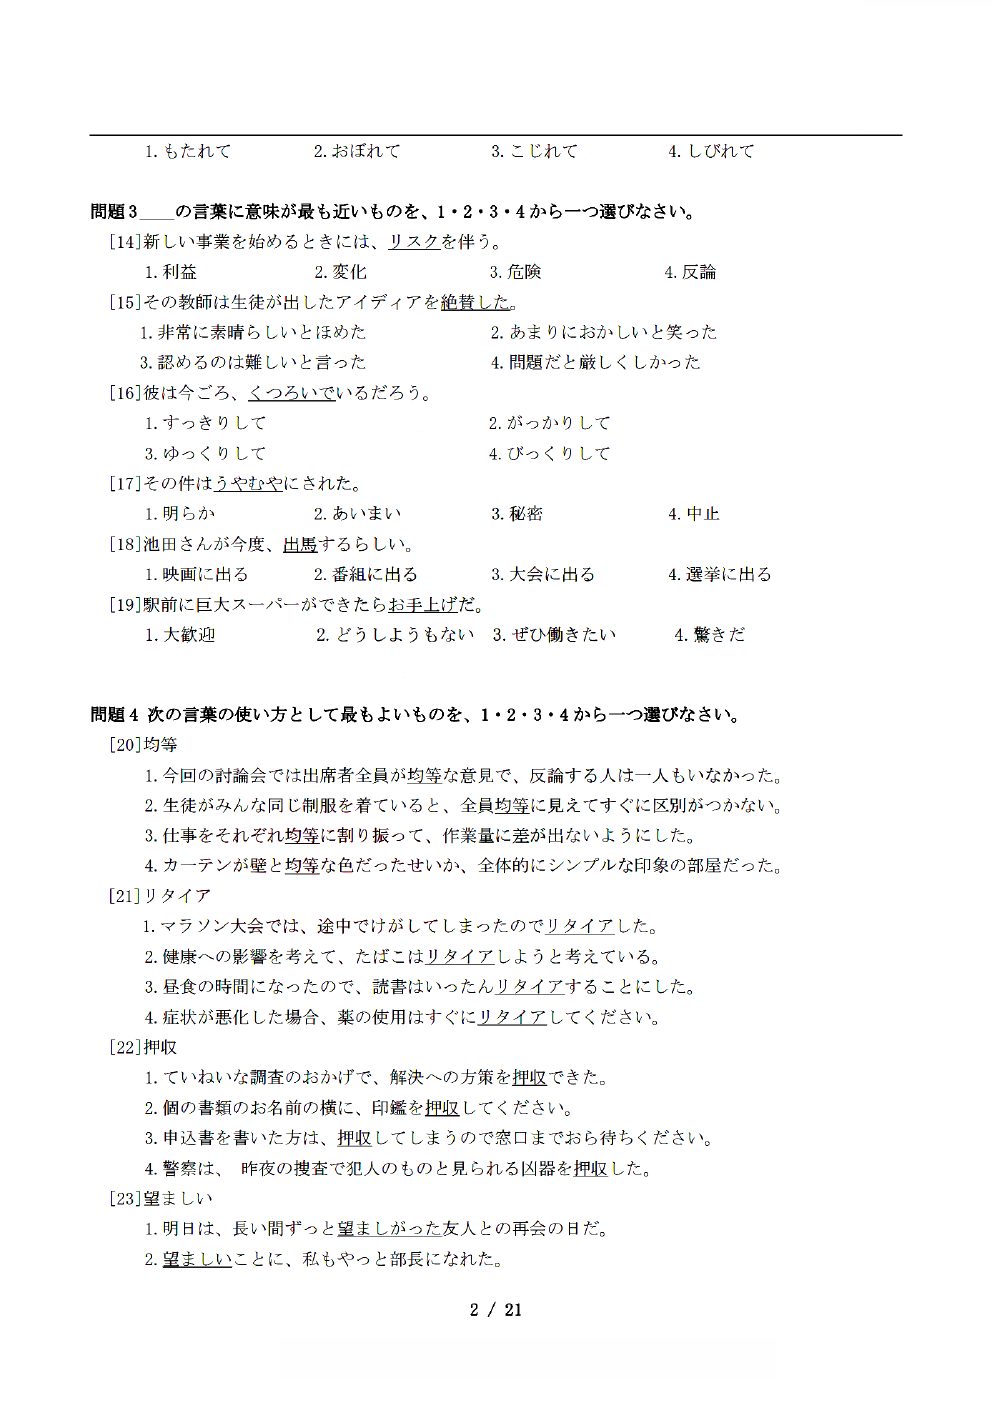 1.もたれて 2.おぼれて 3.こじれて 4.しびれて
問題3____の言葉に意味が最も近いものを、1・2・3・4から一つ選びなさい。
[14]新しい事業を始めるときには、リスクを伴う。
1.利益 2.変化 3.危険 4.反論
[15]その教師は生徒が出したアイディアを絶賛した。
1.非常に素晴らしいとほめた 2.あまりにおかしいと笑った
3.認めるのは難しいと言った 4.問題だと厳しくしかった
[16]彼は今ごろ、くつろいでいるだろう。
1.すっきりして 2.がっかりして
3.ゆっくりして 4.びっくりして
[17]その件はうやむやにされた。
1.明らか 2.あいまい 3.秘密 4.中止
[18]池田さんが今度、出馬するらしい。
1.映画に出る 2.番組に出る 3.大会に出る 4.選挙に出る
[19]駅前に巨大スーパーができたらお手上げだ。
1.大歓迎 2.どうしようもない 3.ぜひ働きたい 4.驚きだ
問題4 次の言葉の使い方として最もよいものを、1・2・3・4から一つ選びなさい。
[20]均等
1.今回の討論会では出席者全員が均等な意見で、反論する人は一人もいなかった。
2.生徒がみんな同じ制服を着ていると、全員均等に見えてすぐに区別がつかない。
3.仕事をそれぞれ均等に割り振って、作業量に差が出ないようにした。
4.カーテンが壁と均等な色だったせいか、全体的にシンプルな印象の部屋だった。
[21]リタイア
1.マラソン大会では、途中でけがしてしまったのでリタイアした。
2.健康への影響を考えて、たばこはリタイアしようと考えている。
3.昼食の時間になったので、読書はいったんリタイアすることにした。
4.症状が悪化した場合、薬の使用はすぐにリタイアしてください。
[22]押収
1.ていねいな調査のおかげで、解決への方策を押収できた。
2.個の書類のお名前の横に、印鑑を押収してください。
3.申込書を書いた方は、押収してしまうので窓口までおら待ちください。
4.警察は、 昨夜の捜査で犯人のものと見られる凶器を押収した。
[23]望ましい
1.明日は、長い間ずっと望ましがった友人との再会の日だ。
2.望ましいことに、私もやっと部長になれた。
2 / 21